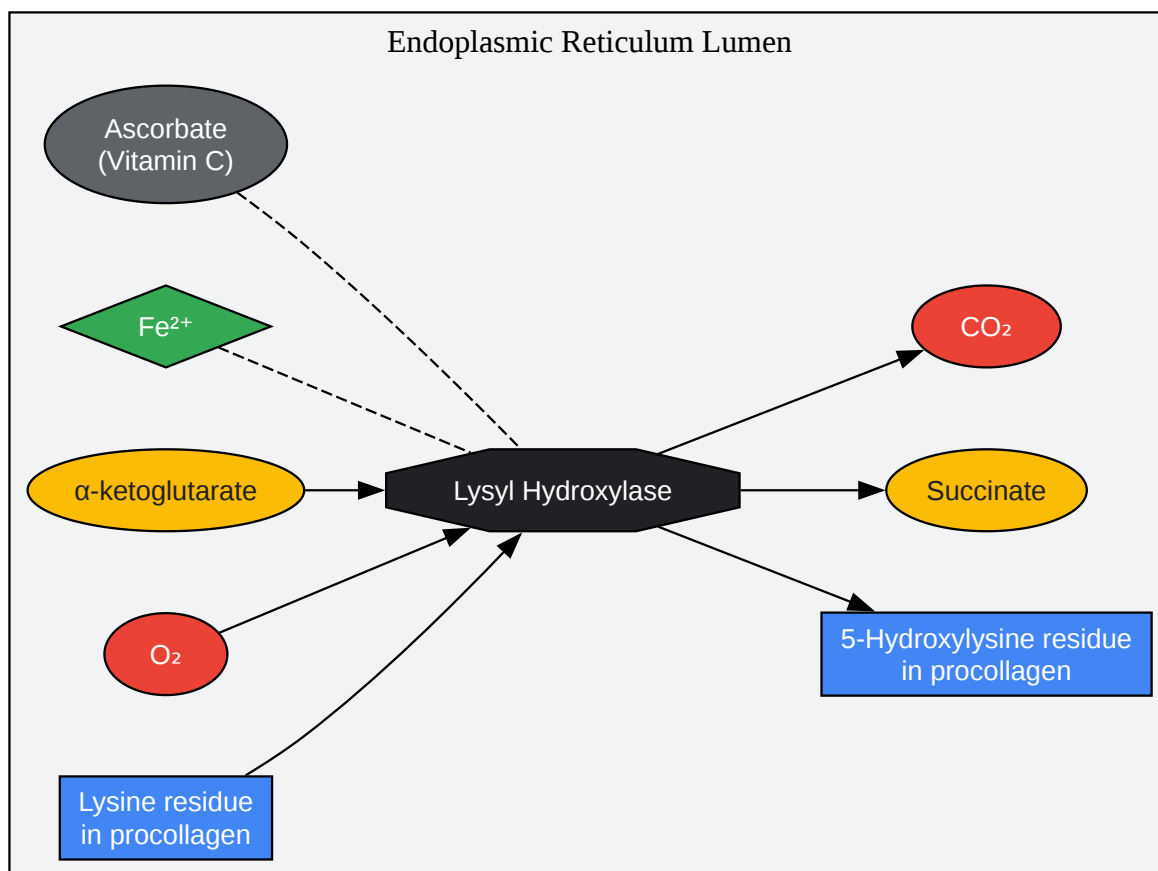 Endoplasmic Reticulum Lumen
Ascorbate
(Vitamin C)
Fe²⁺
CO₂
α-ketoglutarate
Lysyl Hydroxylase
Succinate
O₂
5-Hydroxylysine residue
in procollagen
Lysine residue
in procollagen